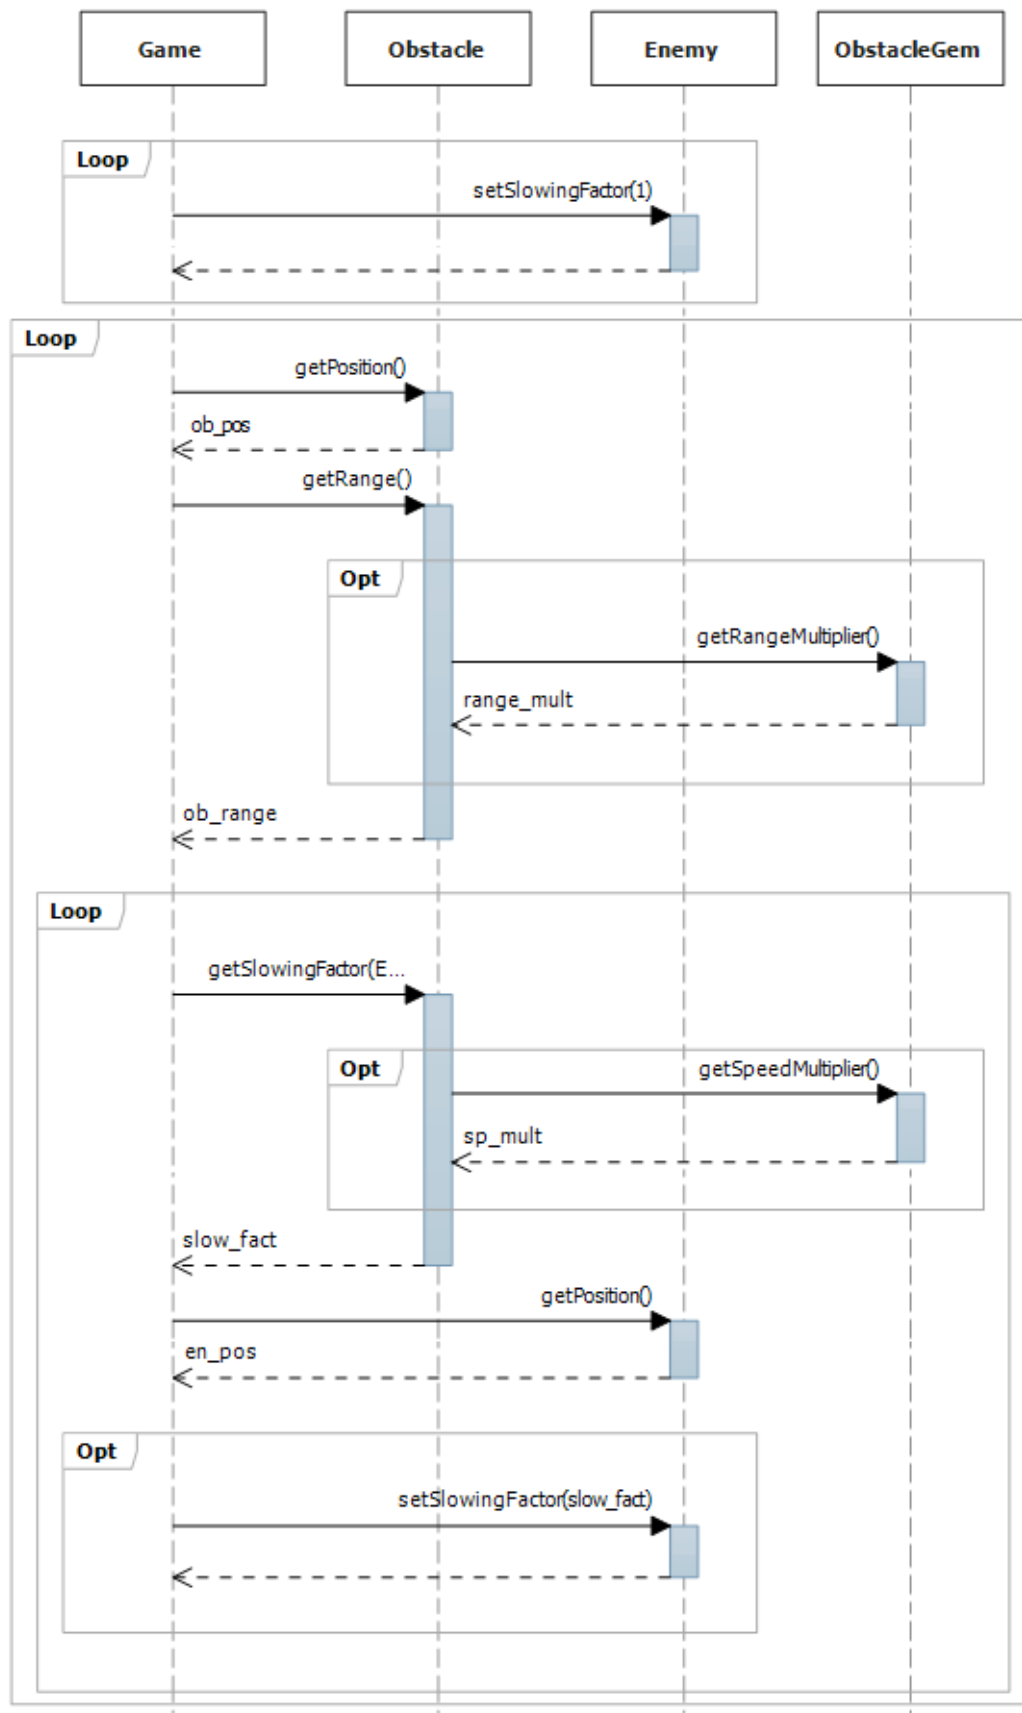 Game Obstacle Enemy ObstacleGem
Loop
setSlowingFactor(1)
Loop
getPosition()
ob_pos
getRange()
Opt
getRangeMultiplier()
range_mult
ob_range
Loop
getSlowingFactor(E...
Opt
getSpeedMultiplier()
sp_mult
slow_fact
getPosition()
en_pos
Opt
setSlowingFactor(slow_fact)